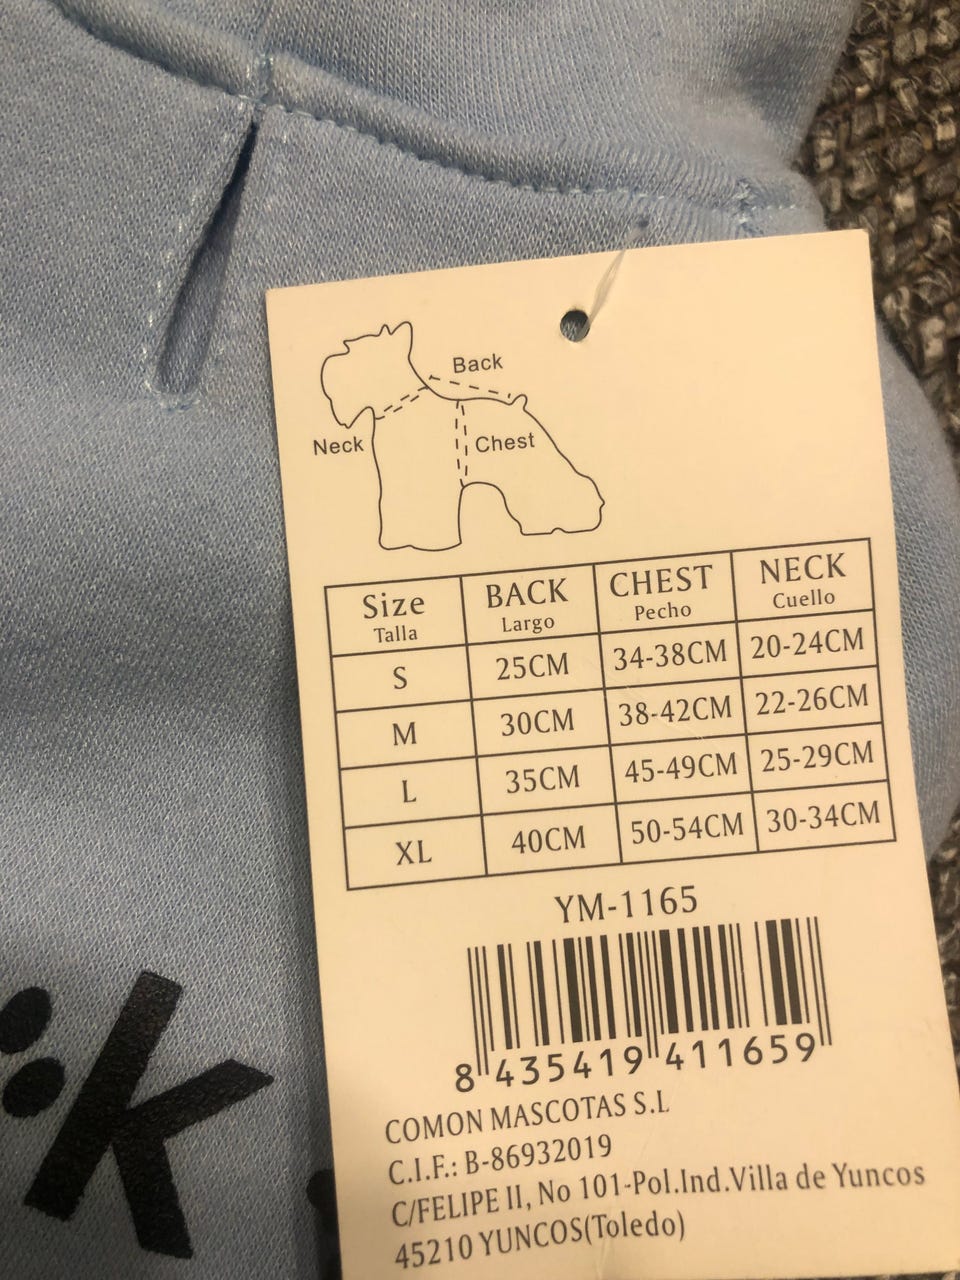 Back
Neck
Chest
Size BACK CHEST NECK
Talla Largo Pecho Cuello
S 25CM 34-38CM 20-24CM
M 30CM 38-42CM 22-26CM
L 35CM 45-49CM 25-29CM
XL 40CM 50-54CM 30-34CM
YM-1165
8 435419 411659
COMON MASCOTAS S.L
C.I.F.: B-86932019
C/FELIPE II, No 101-Pol.Ind.Villa de Yuncos
45210 YUNCOS(Toledo)
k